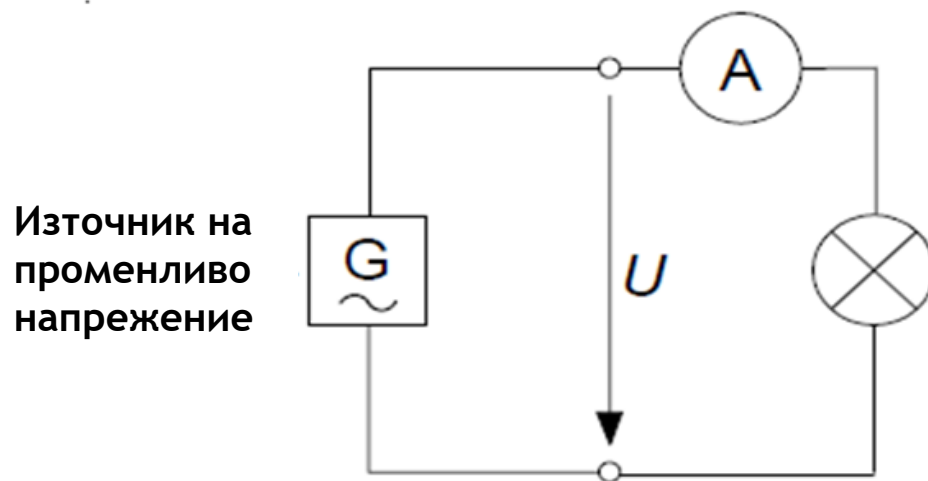 A
Източник на
променливо
напрежение
G
U